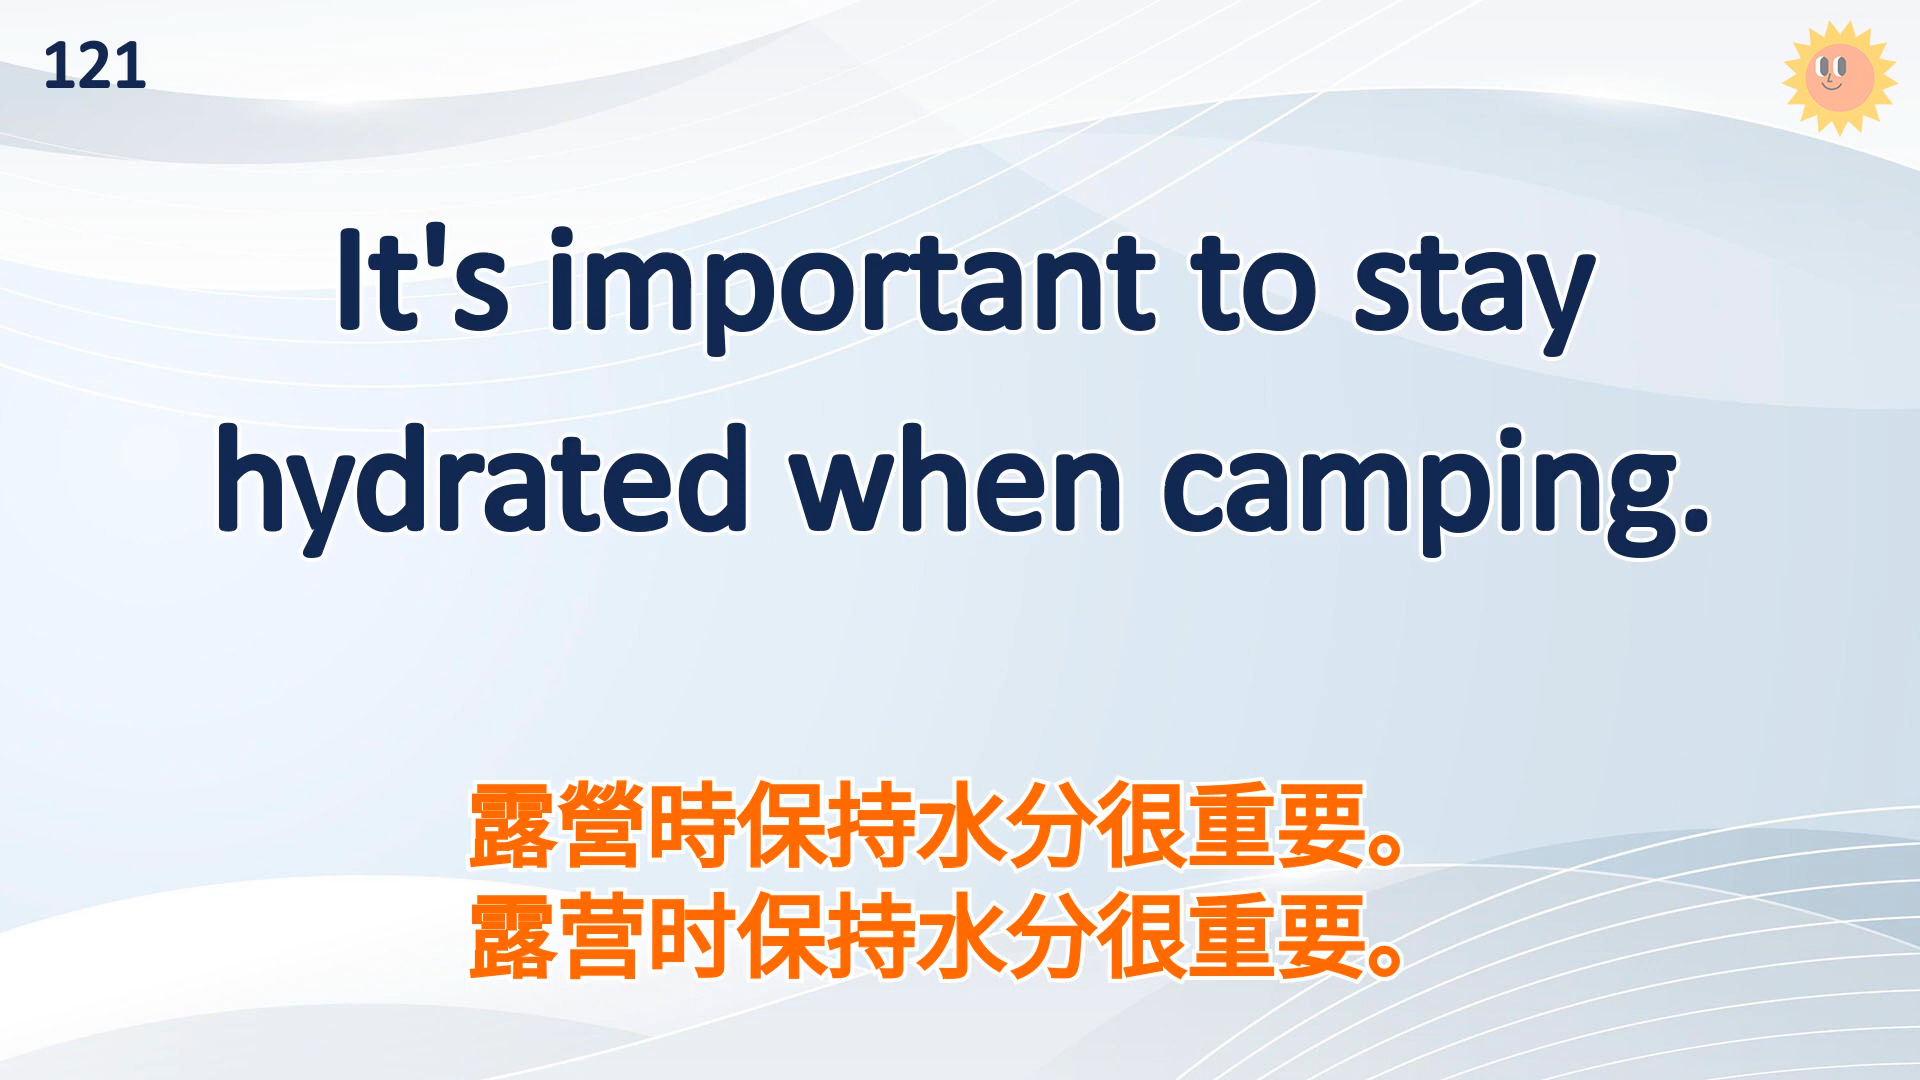 121
It's important to stay
hydrated when camping.
露營時保持水分很重要。
露营时保持水分很重要。